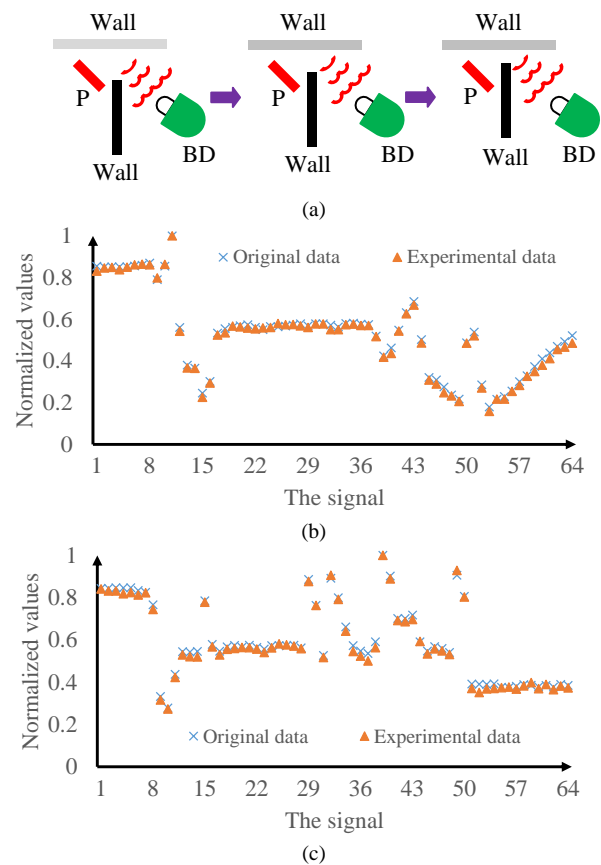 Wall Wall Wall
P P P
BD BD BD
Wall Wall Wall
(a)
Normalized values
1
0.8
0.6
0.4
0.2
0
Original data Experimental data
1 8 15 22 29 36 43 50 57 64
The signal
(b)
Normalized values
1
0.8
0.6
0.4
0.2
0
Original data Experimental data
1 8 15 22 29 36 43 50 57 64
The signal
(c)